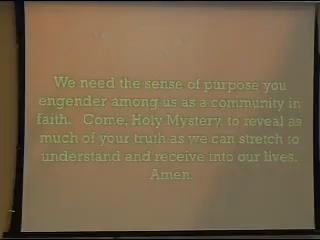 We need the sense of purpose you
engender among us as a community in
faith. Come, Holy Mystery, to reveal as
much of your truth as we can stretch to
understand and receive into our lives.
Amen.